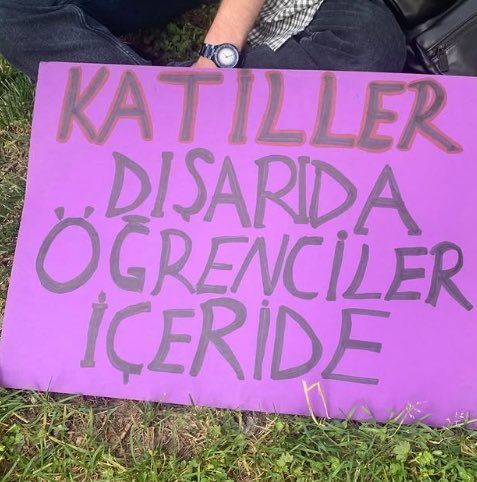 KATİLLER
DIŞARIDA
ÖĞRENCİLER
İÇERİDE